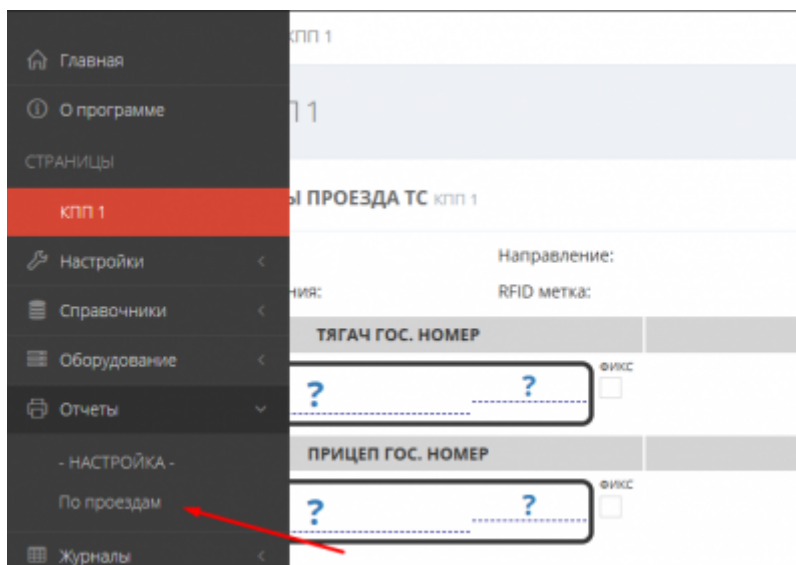 Главная
О программе
СТРАНИЦЫ
КПП 1
Настройки
Справочники
Оборудование
Отчеты
- НАСТРОЙКА -
По проездам
Журналы
КПП 1
П 1
Ы ПРОЕЗДА ТС КПП 1
Направление:
ния: RFID метка:
ТЯГАЧ ГОС. НОМЕР
? ? ФИКС
ПРИЦЕП ГОС. НОМЕР
? ? ФИКС